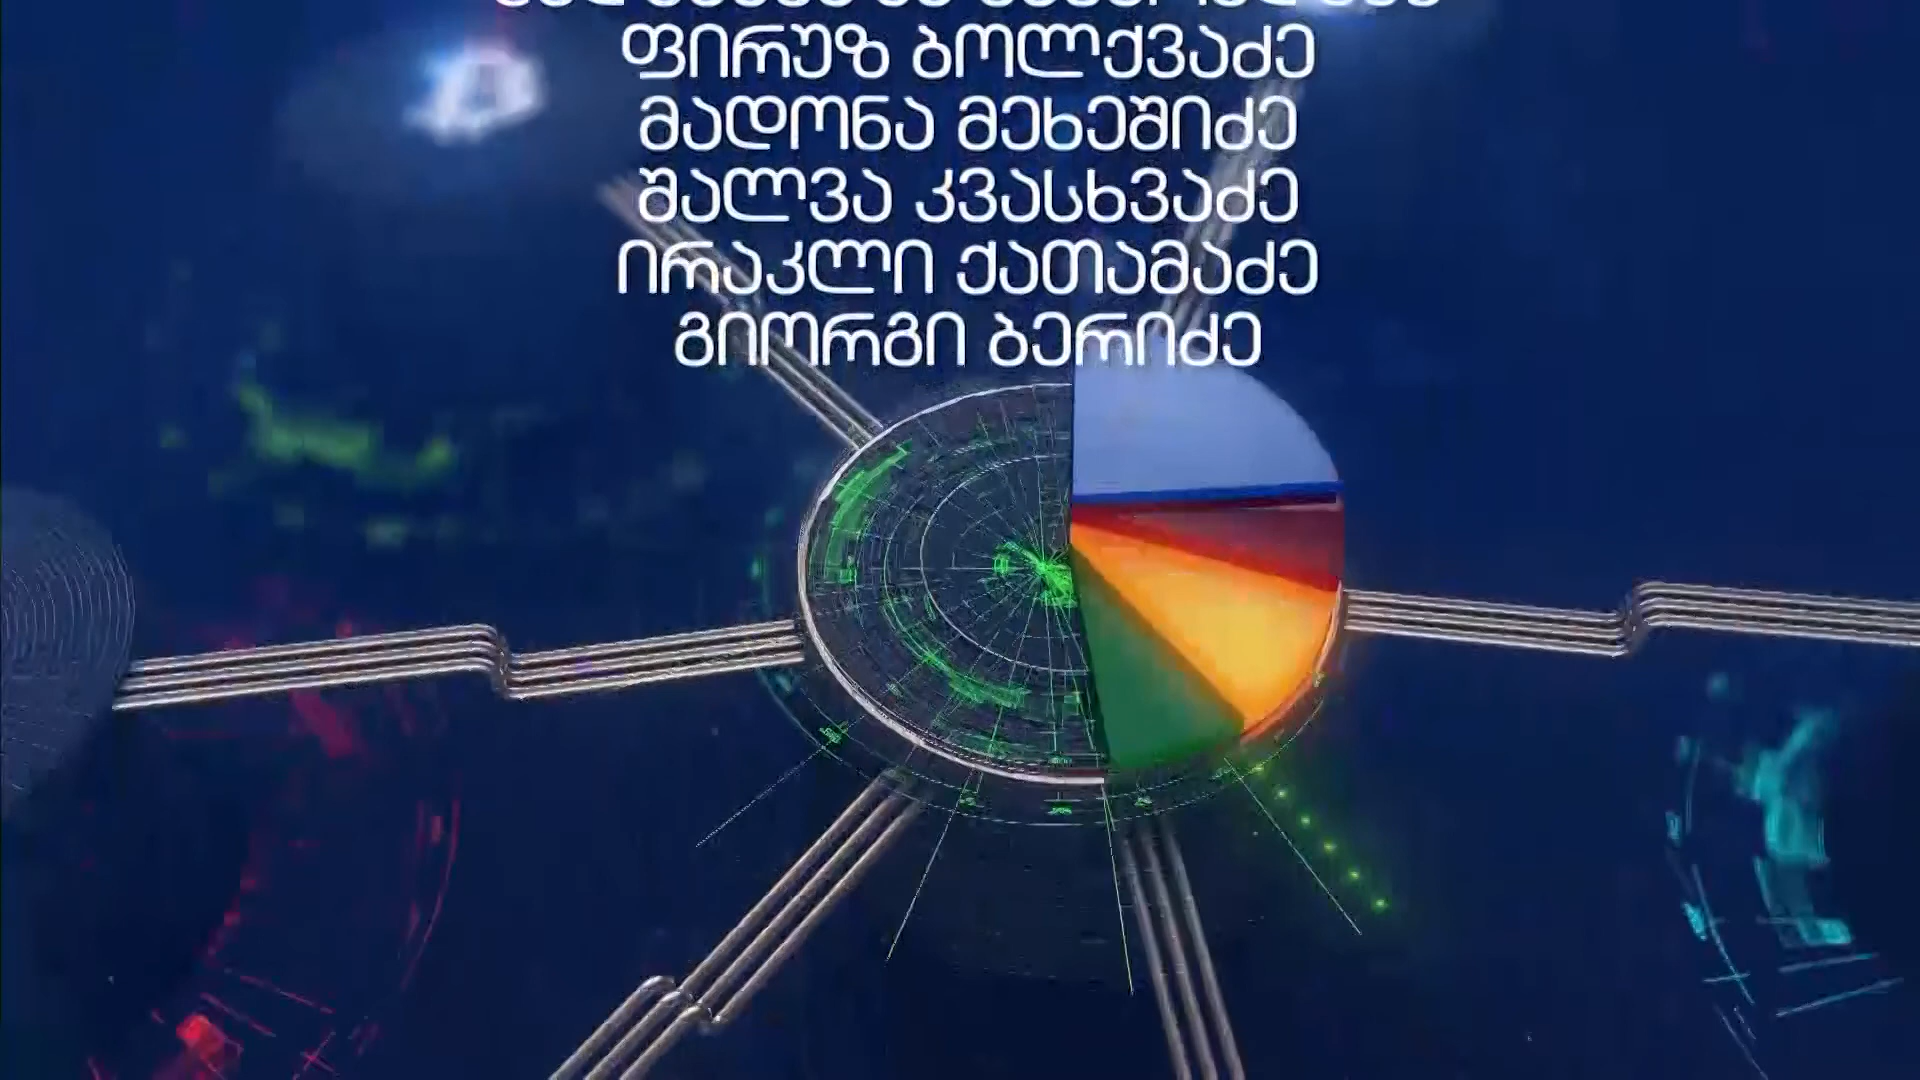 ფირუზ ბოლქვაძე
მადონა მეხეშიძე
შალვა კვასხვაძე
ირაკლი ქათამაძე
გიორგი ბერიძე